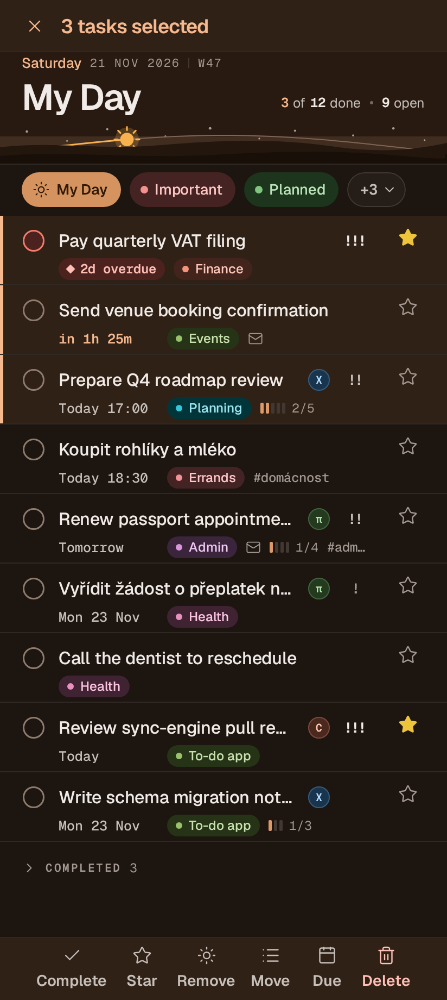 3 tasks selected
Saturday 21 NOV 2026 | W47
My Day
3 of 12 done • 9 open
My Day Important Planned +3
Pay quarterly VAT filing !!!
2d overdue Finance
Send venue booking confirmation
in 1h 25m Events
Prepare Q4 roadmap review X !!
Today 17:00 Planning 2/5
Koupit rohlíky a mléko
Today 18:30 Errands #domácnost
Renew passport appointme… π !!
Tomorrow Admin 1/4 #adm…
Vyřídit žádost o přeplatek n… π !
Mon 23 Nov Health
Call the dentist to reschedule
Health
Review sync-engine pull re… C !!!
Today To-do app
Write schema migration not… X
Mon 23 Nov To-do app 1/3
COMPLETED 3
Complete Star Remove Move Due Delete